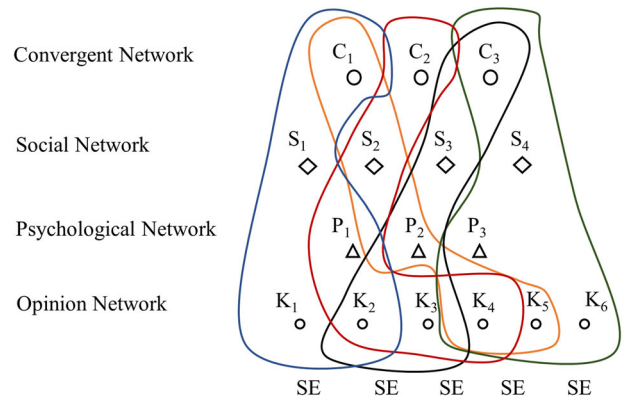 Convergent Network C1 C2 C3
Social Network S1 S2 S3 S4
Psychological Network P1 P2 P3
Opinion Network K1 K2 K3 K4 K5 K6
SE SE SE SE SE